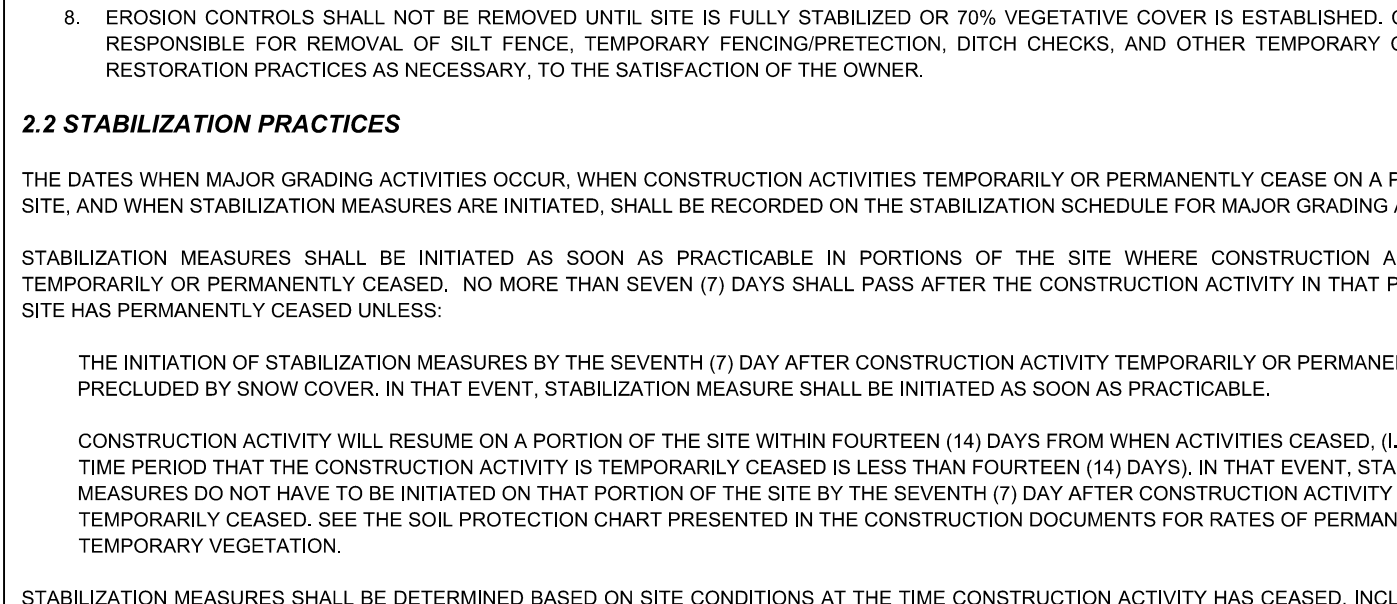 8. EROSION CONTROLS SHALL NOT BE REMOVED UNTIL SITE IS FULLY STABILIZED OR 70% VEGETATIVE COVER IS ESTABLISHED.
RESPONSIBLE FOR REMOVAL OF SILT FENCE, TEMPORARY FENCING/PRETECTION, DITCH CHECKS, AND OTHER TEMPORARY
RESTORATION PRACTICES AS NECESSARY, TO THE SATISFACTION OF THE OWNER.
2.2 STABILIZATION PRACTICES
THE DATES WHEN MAJOR GRADING ACTIVITIES OCCUR, WHEN CONSTRUCTION ACTIVITIES TEMPORARILY OR PERMANENTLY CEASE ON A
SITE, AND WHEN STABILIZATION MEASURES ARE INITIATED, SHALL BE RECORDED ON THE STABILIZATION SCHEDULE FOR MAJOR GRADING
STABILIZATION MEASURES SHALL BE INITIATED AS SOON AS PRACTICABLE IN PORTIONS OF THE SITE WHERE CONSTRUCTION
TEMPORARILY OR PERMANENTLY CEASED. NO MORE THAN SEVEN (7) DAYS SHALL PASS AFTER THE CONSTRUCTION ACTIVITY IN THAT
SITE HAS PERMANENTLY CEASED UNLESS:
THE INITIATION OF STABILIZATION MEASURES BY THE SEVENTH (7) DAY AFTER CONSTRUCTION ACTIVITY TEMPORARILY OR
PRECLUDED BY SNOW COVER. IN THAT EVENT, STABILIZATION MEASURE SHALL BE INITIATED AS SOON AS PRACTICABLE.
CONSTRUCTION ACTIVITY WILL RESUME ON A PORTION OF THE SITE WITHIN FOURTEEN (14) DAYS FROM WHEN ACTIVITIES CEASED,
TIME PERIOD THAT THE CONSTRUCTION ACTIVITY IS TEMPORARILY CEASED IS LESS THAN FOURTEEN (14) DAYS). IN THAT EVENT,
MEASURES DO NOT HAVE TO BE INITIATED ON THAT PORTION OF THE SITE BY THE SEVENTH (7) DAY AFTER CONSTRUCTION ACTIVITY
TEMPORARILY CEASED. SEE THE SOIL PROTECTION CHART PRESENTED IN THE CONSTRUCTION DOCUMENTS FOR RATES OF
TEMPORARY VEGETATION.
STABILIZATION MEASURES SHALL BE DETERMINED BASED ON SITE CONDITIONS AT THE TIME CONSTRUCTION ACTIVITY HAS CEASED,